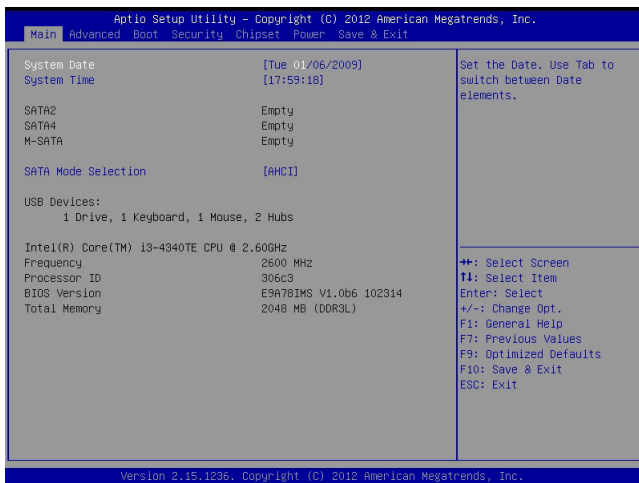 Aptio Setup Utility – Copyright (C) 2012 American Megatrends, Inc.
Main Advanced Boot Security Chipset Power Save & Exit
System Date [Tue 01/06/2009]
System Time [17:59:18]
SATA2 Empty
SATA4 Empty
M-SATA Empty
SATA Mode Selection [AHCI]
USB Devices:
1 Drive, 1 Keyboard, 1 Mouse, 2 Hubs
Intel(R) Core(TM) i3-4340TE CPU @ 2.60GHz
Frequency 2600 MHz
Processor ID 306c3
BIOS Version E9A78IMS V1.0b6 102314
Total Memory 2048 MB (DDR3L)
Set the Date. Use Tab to
switch between Date
elements.
→←: Select Screen
↑↓: Select Item
Enter: Select
+/-: Change Opt.
F1: General Help
F7: Previous Values
F9: Optimized Defaults
F10: Save & Exit
ESC: Exit
Version 2.15.1236. Copyright (C) 2012 American Megatrends, Inc.